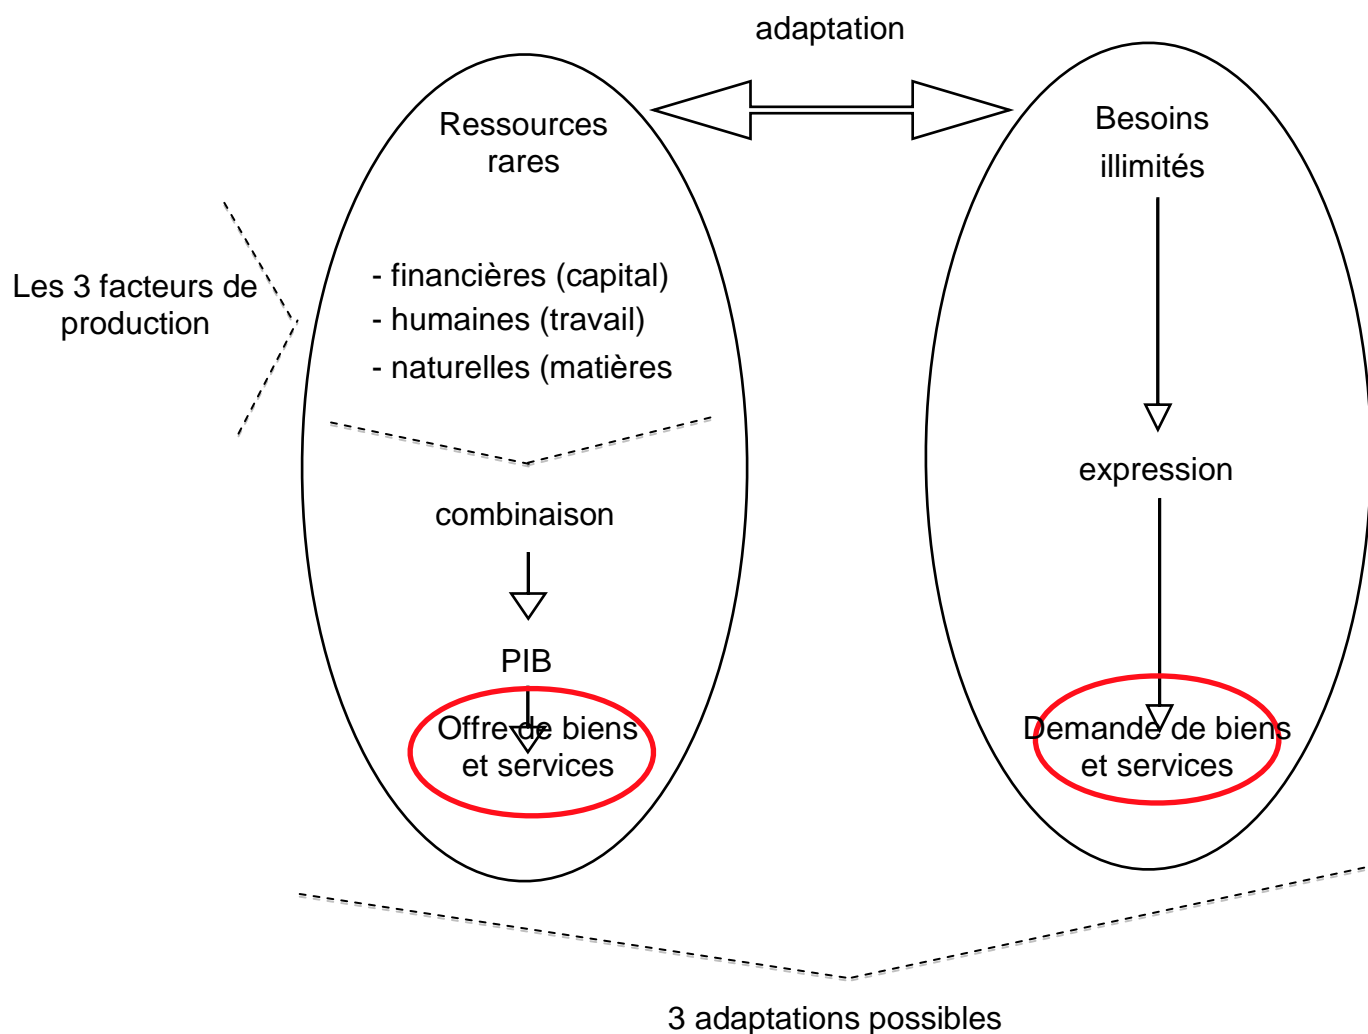 adaptation
Ressources
rares
Besoins
illimités
Les 3 facteurs de
production
- financières (capital)
- humaines (travail)
- naturelles (matières
expression
combinaison
PIB
Offre de biens
et services
Demande de biens
et services
3 adaptations possibles